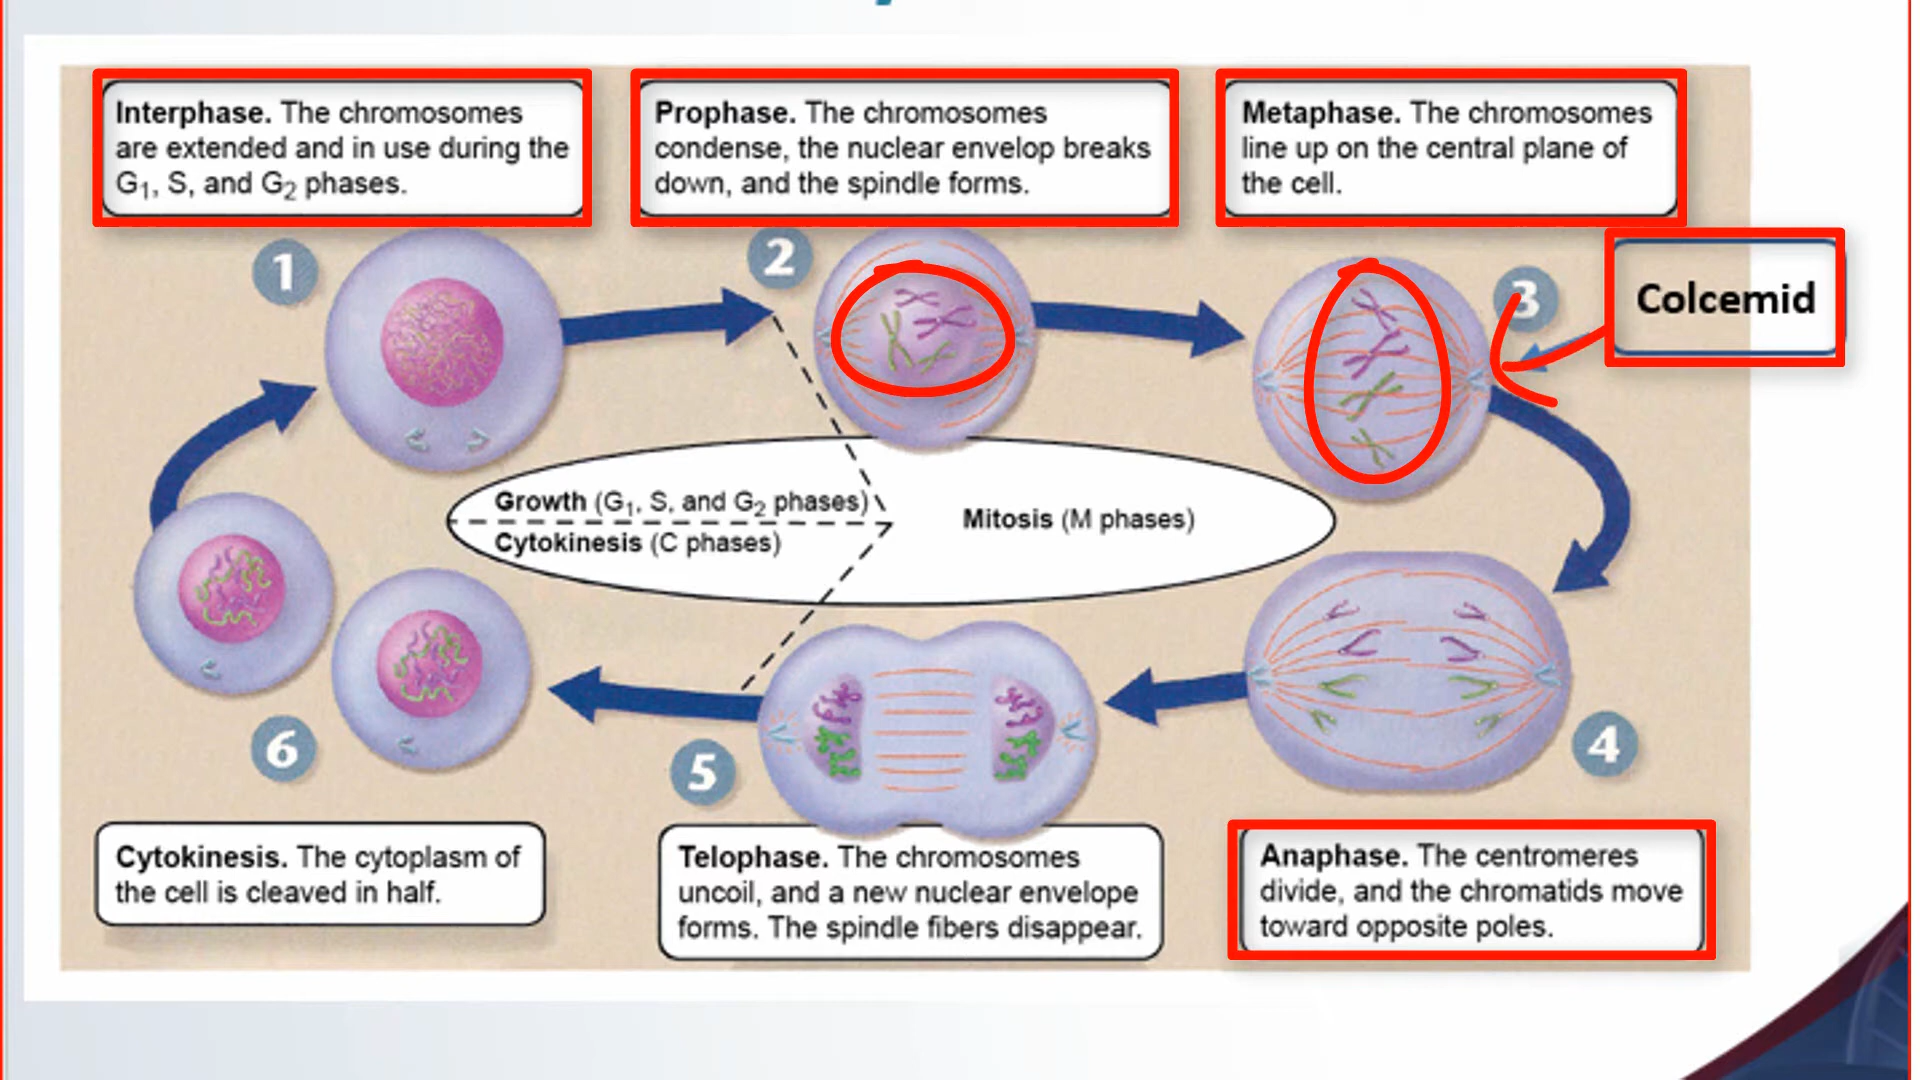 Interphase. The chromosomes
are extended and in use during the
G₁, S, and G₂ phases.
Prophase. The chromosomes
condense, the nuclear envelop breaks
down, and the spindle forms.
Metaphase. The chromosomes
line up on the central plane of
the cell.
1
2
3
Colcemid
Growth (G₁, S, and G₂ phases)
Cytokinesis (C phases)
Mitosis (M phases)
6
5
4
Cytokinesis. The cytoplasm of
the cell is cleaved in half.
Telophase. The chromosomes
uncoil, and a new nuclear envelope
forms. The spindle fibers disappear.
Anaphase. The centromeres
divide, and the chromatids move
toward opposite poles.